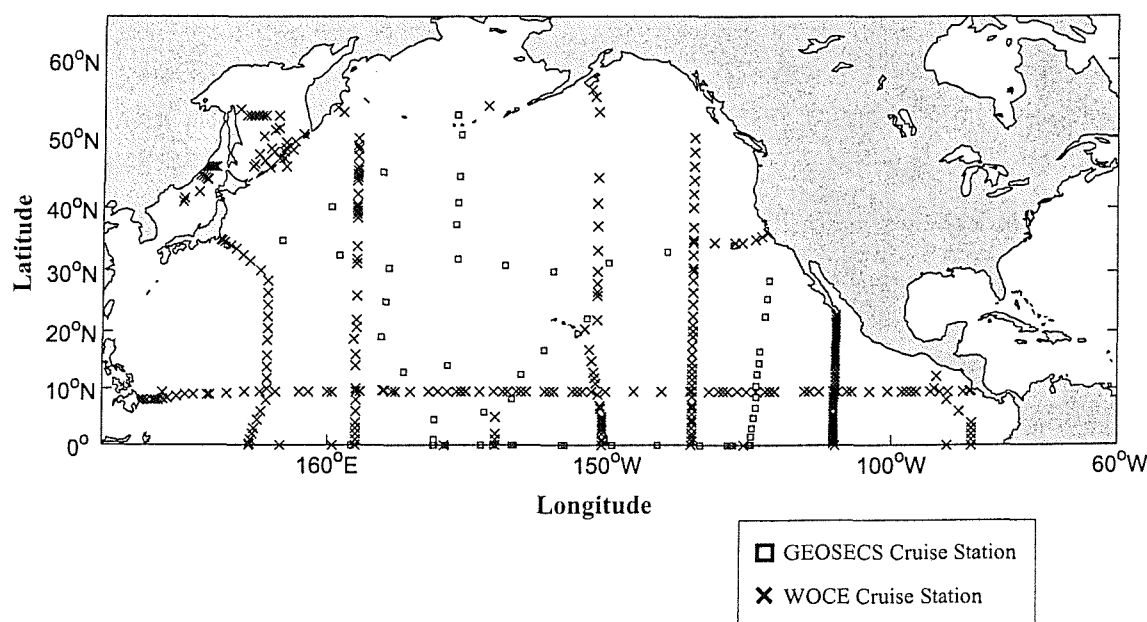 60°N
50°N
40°N
30°N
20°N
10°N
0°
Latitude
160°E
150°W
100°W
60°W
Longitude
GEOSECS Cruise Station
WOCE Cruise Station